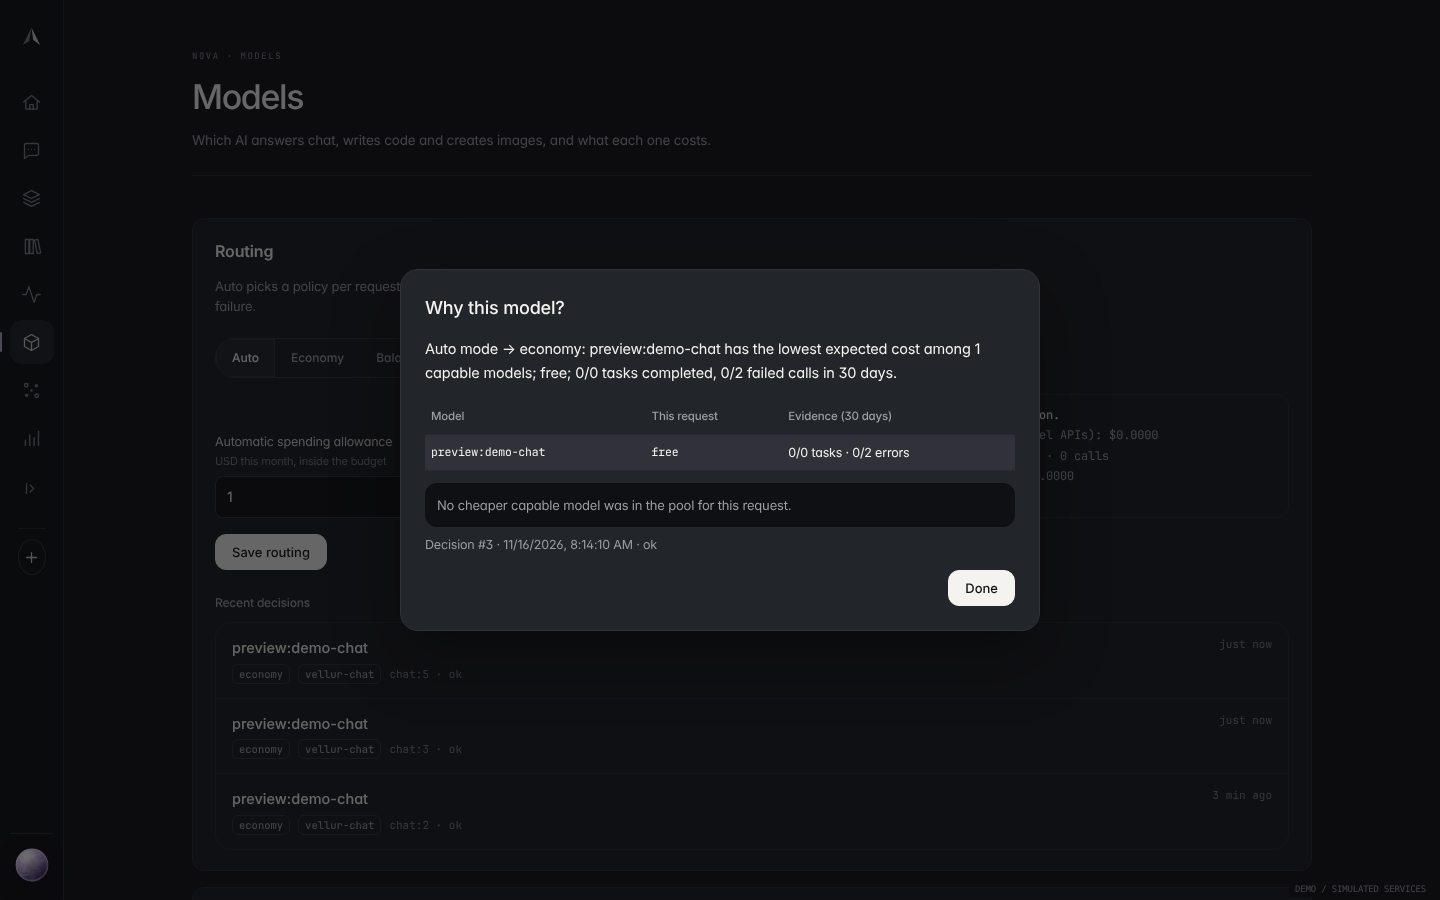 NOVA · MODELS
Models
Which AI answers chat, writes code and creates images, and what each one costs.
Routing
Auto picks a policy per request
failure.
Auto
Economy
Bala
Automatic spending allowance
USD this month, inside the budget
1
on.
el APIs): $0.0000
· 0 calls
.0000
Save routing
Why this model?
Auto mode → economy: preview:demo-chat has the lowest expected cost among 1
capable models; free; 0/0 tasks completed, 0/2 failed calls in 30 days.
Model This request Evidence (30 days)
preview:demo-chat free 0/0 tasks · 0/2 errors
No cheaper capable model was in the pool for this request.
Decision #3 · 11/16/2026, 8:14:10 AM · ok
Done
Recent decisions
preview:demo-chat just now
economy vellur-chat chat:5 · ok
preview:demo-chat just now
economy vellur-chat chat:3 · ok
preview:demo-chat 3 min ago
economy vellur-chat chat:2 · ok
DEMO / SIMULATED SERVICES